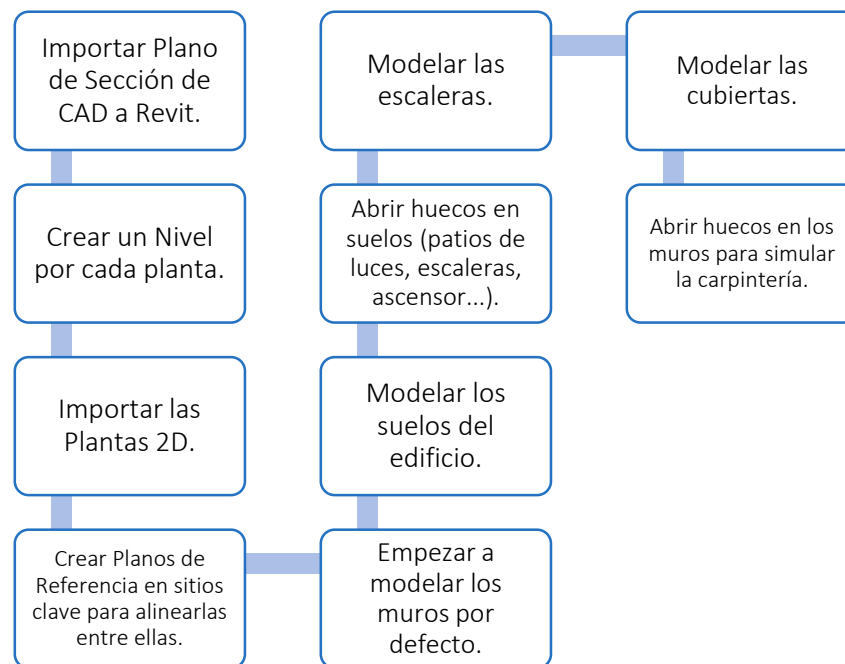 Importar Plano
de Sección de
CAD a Revit.
Crear un Nivel
por cada planta.
Importar las
Plantas 2D.
Crear Planos de
Referencia en sitios
clave para alinearlas
entre ellas.
Empezar a
modelar los
muros por
defecto.
Modelar los
suelos del
edificio.
Abrir huecos en
suelos (patios de
luces, escaleras,
ascensor...).
Modelar las
escaleras.
Modelar las
cubiertas.
Abrir huecos en los
muros para simular
la carpintería.